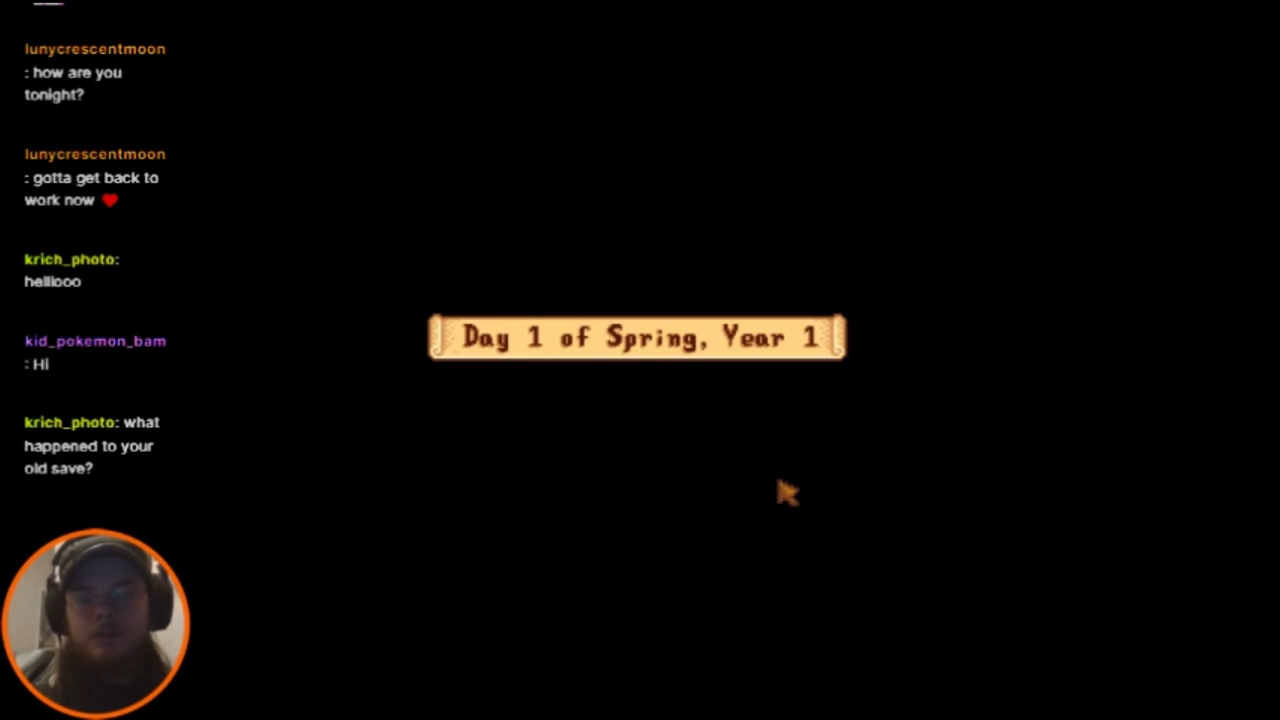 lunycrescentmoon
: how are you
tonight?
lunycrescentmoon
: gotta get back to
work now ❤
krich_photo:
helllooo
kid_pokemon_bam
: Hi
krich_photo: what
happened to your
old save?
Day 1 of Spring, Year 1